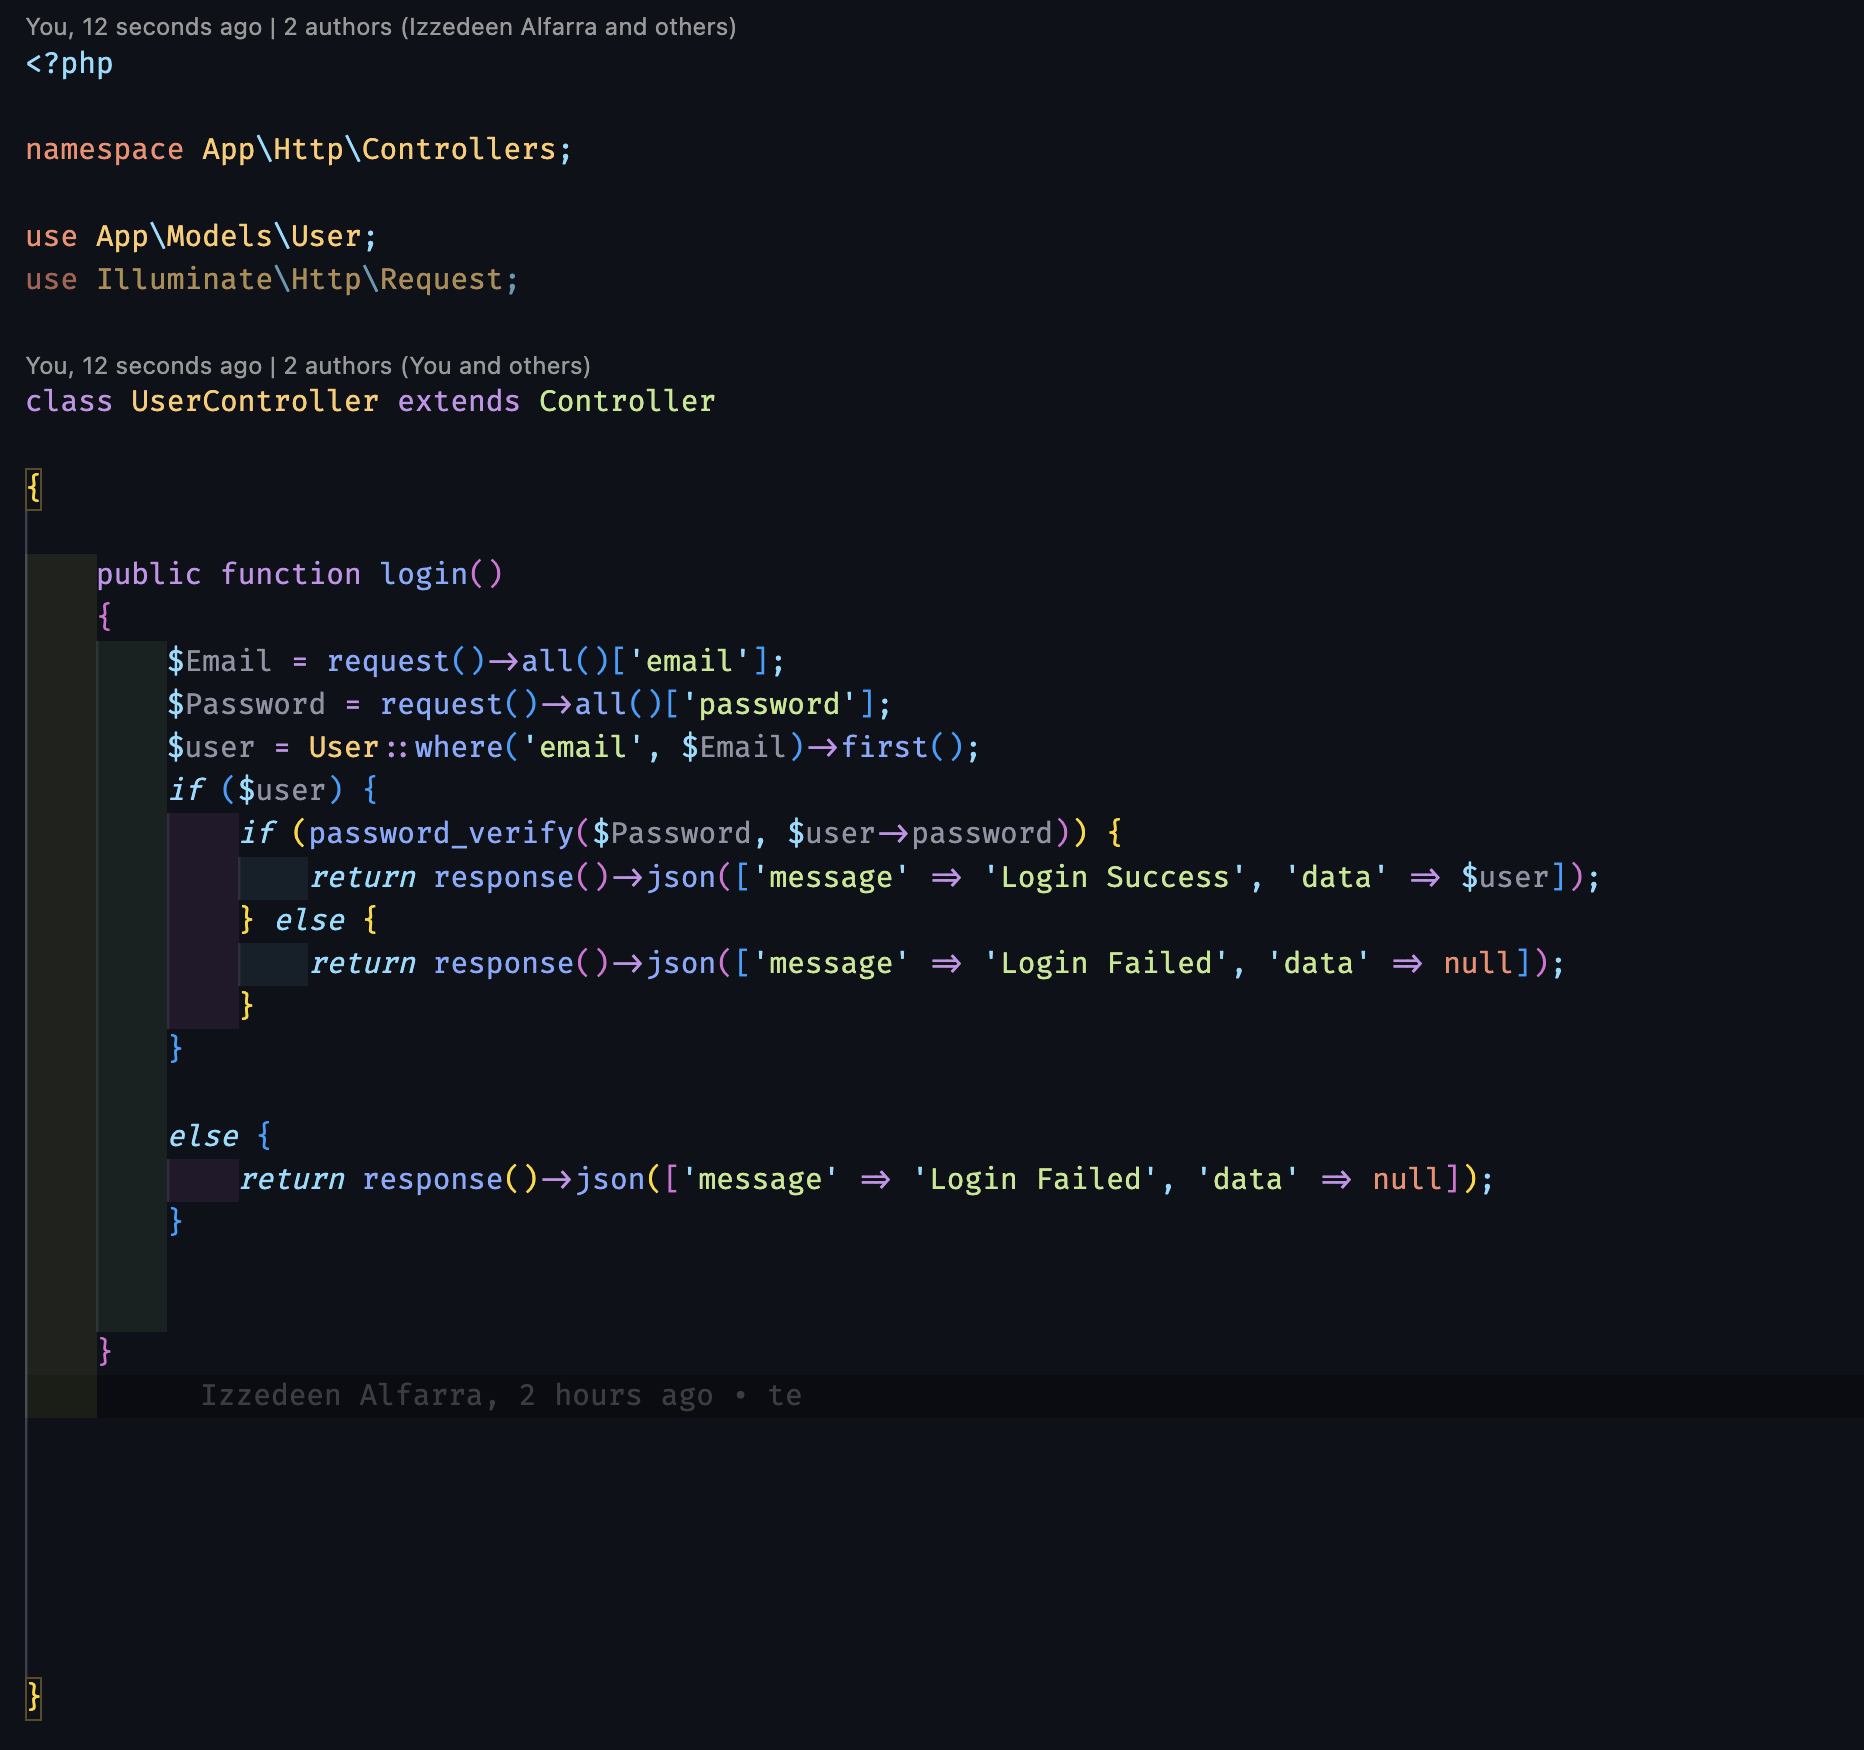 You, 12 seconds ago | 2 authors (Izzedeen Alfarra and others)
<?php
namespace App\Http\Controllers;
use App\Models\User;
use Illuminate\Http\Request;
You, 12 seconds ago | 2 authors (You and others)
class UserController extends Controller
{
public function login()
{
$Email = request()->all()['email'];
$Password = request()->all()['password'];
$user = User::where('email', $Email)->first();
if ($user) {
if (password_verify($Password, $user->password)) {
return response()->json(['message' => 'Login Success', 'data' => $user]);
} else {
return response()->json(['message' => 'Login Failed', 'data' => null]);
}
}
else {
return response()->json(['message' => 'Login Failed', 'data' => null]);
}
}
Izzedeen Alfarra, 2 hours ago • te
}